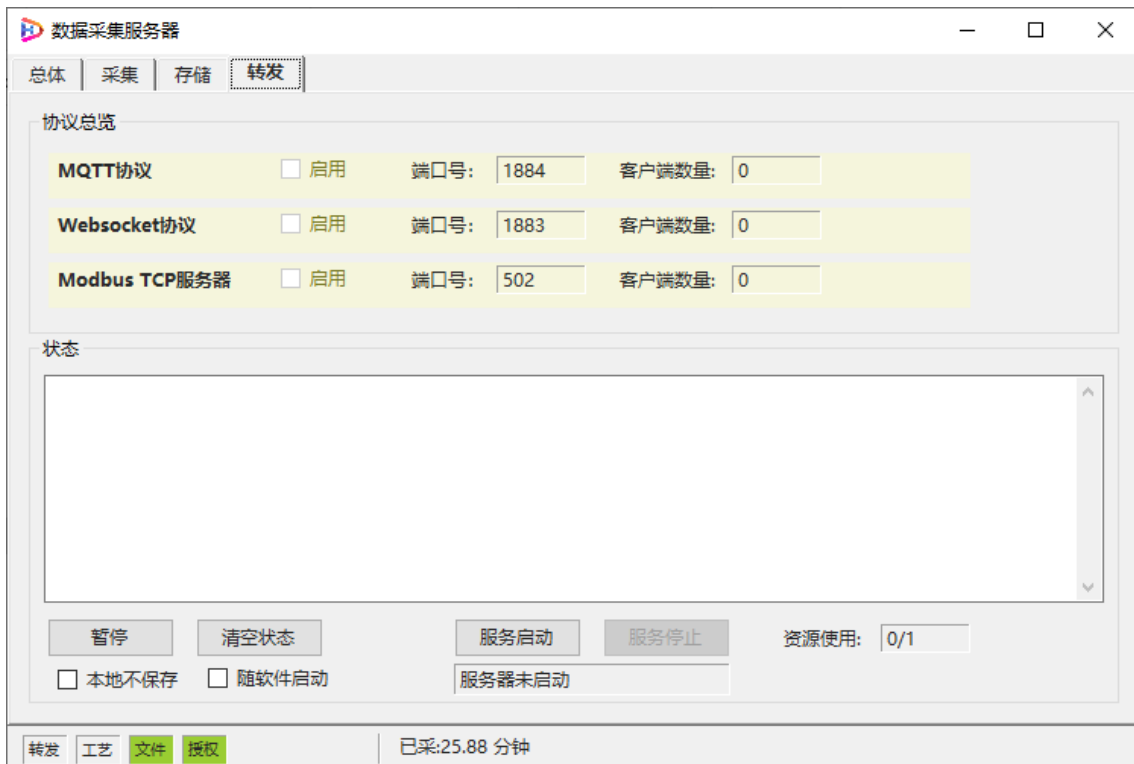 数据采集服务器
总体 采集 存储 转发
协议总览
MQTT协议 启用 端口号: 1884 客户端数量: 0
Websocket协议 启用 端口号: 1883 客户端数量: 0
Modbus TCP服务器 启用 端口号: 502 客户端数量: 0
状态
暂停 清空状态 服务启动 服务停止 资源使用: 0/1
本地不保存 随软件启动 服务器未启动
转发 工艺 文件 授权 已采:25.88 分钟